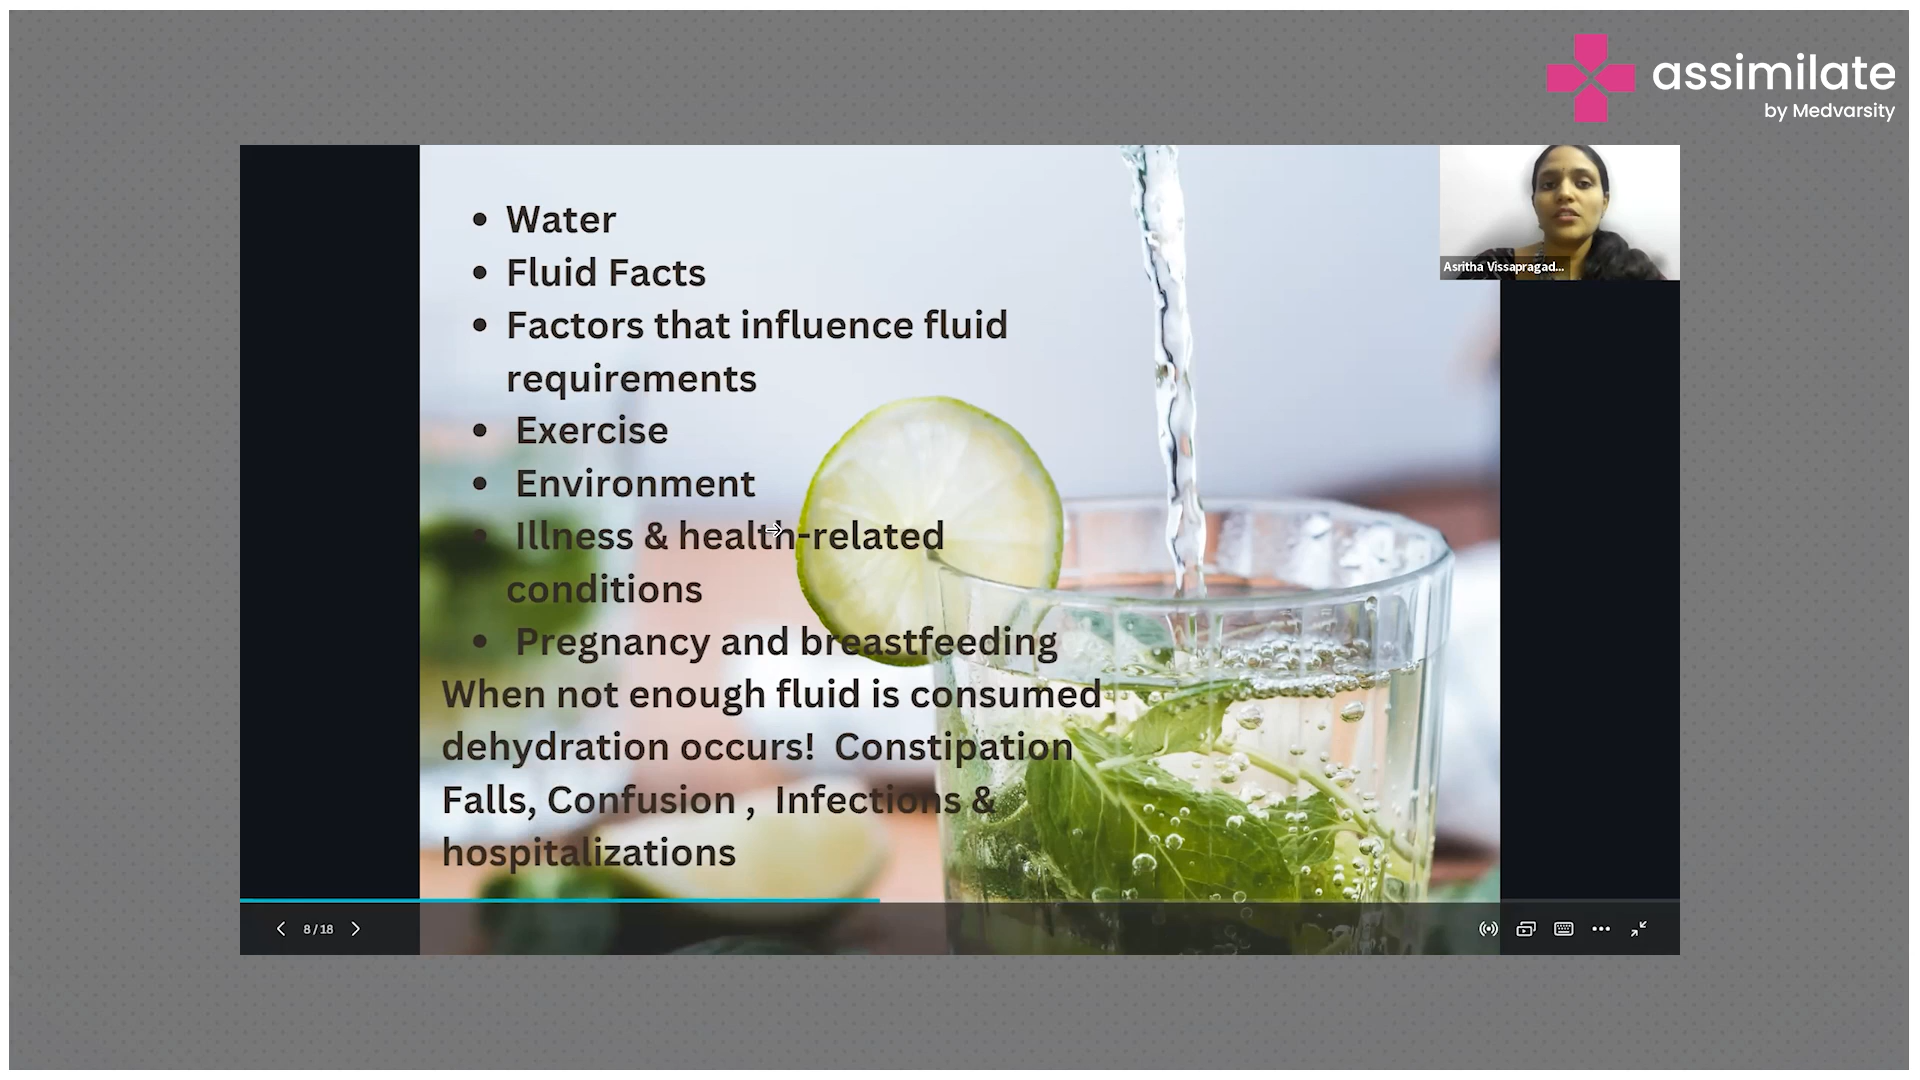 assimilate
by Medvarsity
• Water
• Fluid Facts
• Factors that influence fluid
requirements
• Exercise
• Environment
• Illness & health-related
conditions
• Pregnancy and breastfeeding
When not enough fluid is consumed
dehydration occurs! Constipation
Falls, Confusion , Infections &
hospitalizations
Asritha Vissapragad...
8 / 18